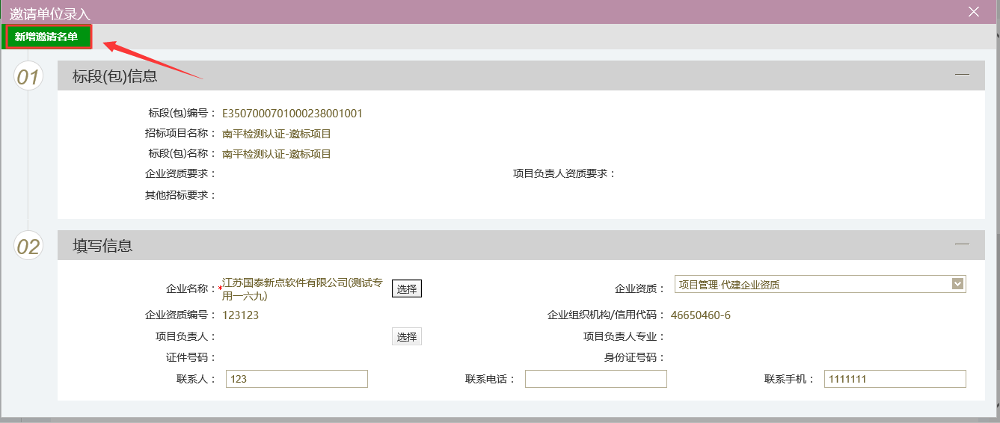 邀请单位录入
新增邀请名单
01
标段(包)信息
标段(包)编号： E3507000701000238001001
招标项目名称： 南平检测认证-邀标项目
标段(包)名称： 南平检测认证-邀标项目
企业资质要求： 项目负责人资质要求：
其他招标要求：
02
填写信息
企业名称：*江苏国泰新点软件有限公司(测试专用一六九) 选择 企业资质： 项目管理·代建企业资质
企业资质编号： 123123 企业组织机构/信用代码： 46650460-6
项目负责人： 选择 项目负责人专业：
证件号码： 身份证号码：
联系人： 123 联系电话： 联系手机： 1111111